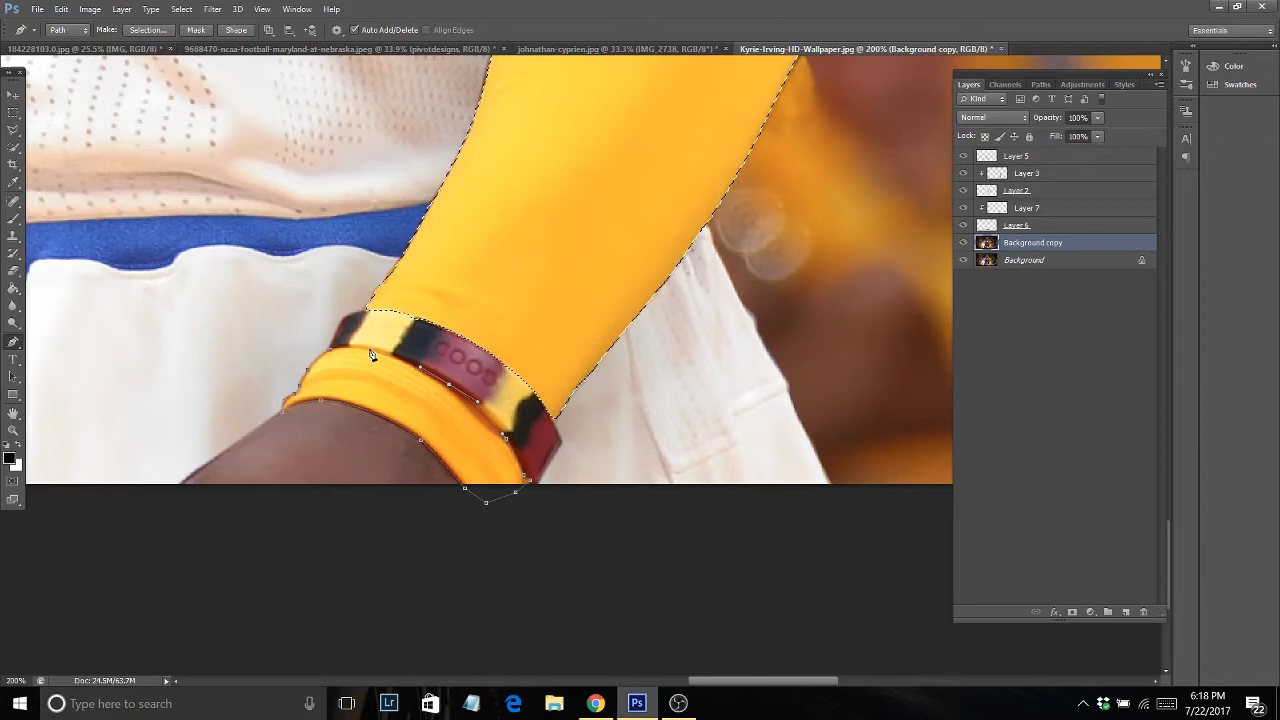 Ps File Edit Image Layer Type Select Filter 3D View Window Help
Path Make: Selection... Mask Shape Auto Add/Delete Align Edges Essentials
184228103.0.jpg @ 25.5% (IMG, RGB/8) * × 9688470-ncaa-football-maryland-at-nebraska.jpeg @ 33.9% (pivotdesigns, RGB/8) * × johnathan-cyprien.jpg @ 33.3% (IMG_2738, RGB/8*) * × Kyrie-Irving-HD-Wallpaper.jpg @ 200% (Background copy, RGB/8) * ×
Color
Swatches
Layers Channels Paths Adjustments Styles
Kind
Normal Opacity: 100%
Lock: Fill: 100%
Layer 5
Layer 3
Layer 2
Layer 7
Layer 6
Background copy
Background
200% Doc: 24.5M/63.7M
Type here to search
Lr Ps
6:18 PM
7/22/2017
22